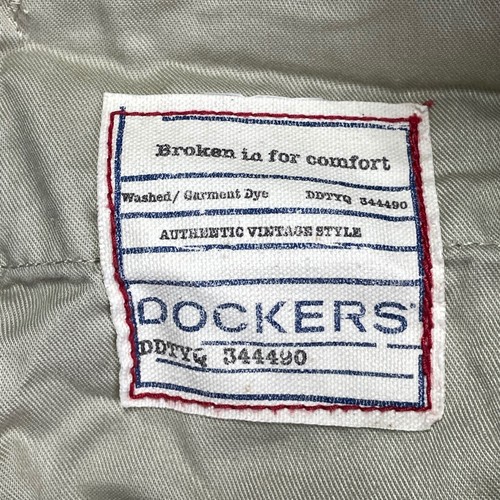 Broken in for comfort
Washed/ Garment Dye DDTYQ 344490
AUTHENTIC VINTAGE STYLE
DOCKERS®
DDTYQ 344490